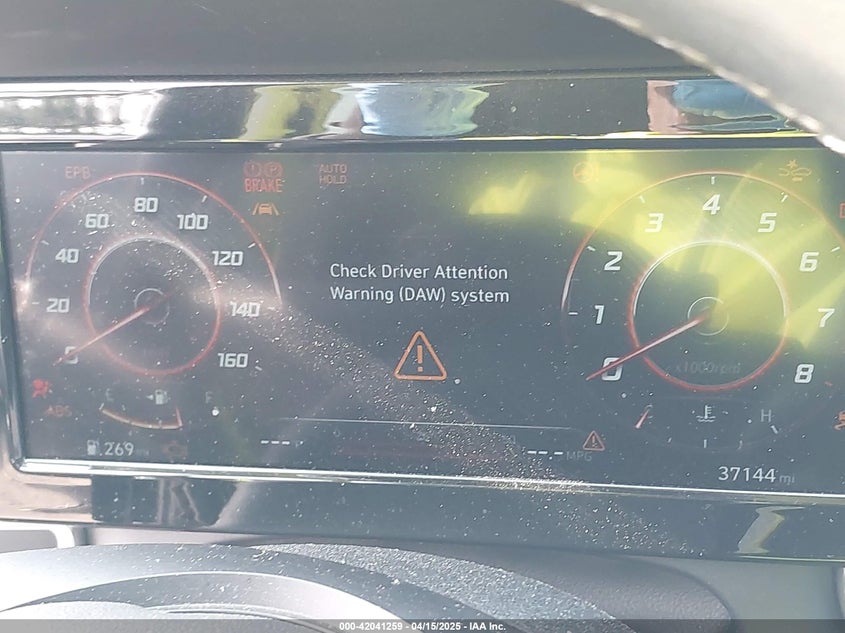 EPB
BRAKE
AUTO
HOLD
80
60
100
40
120
20
140
0
160
ABS
E
F
269
Check Driver Attention
Warning (DAW) system
---
---
MPG
4
3
5
2
6
1
7
0
8
x1000rpm
H
37144 mi
000-42041259 - 04/15/2025 - IAA Inc.